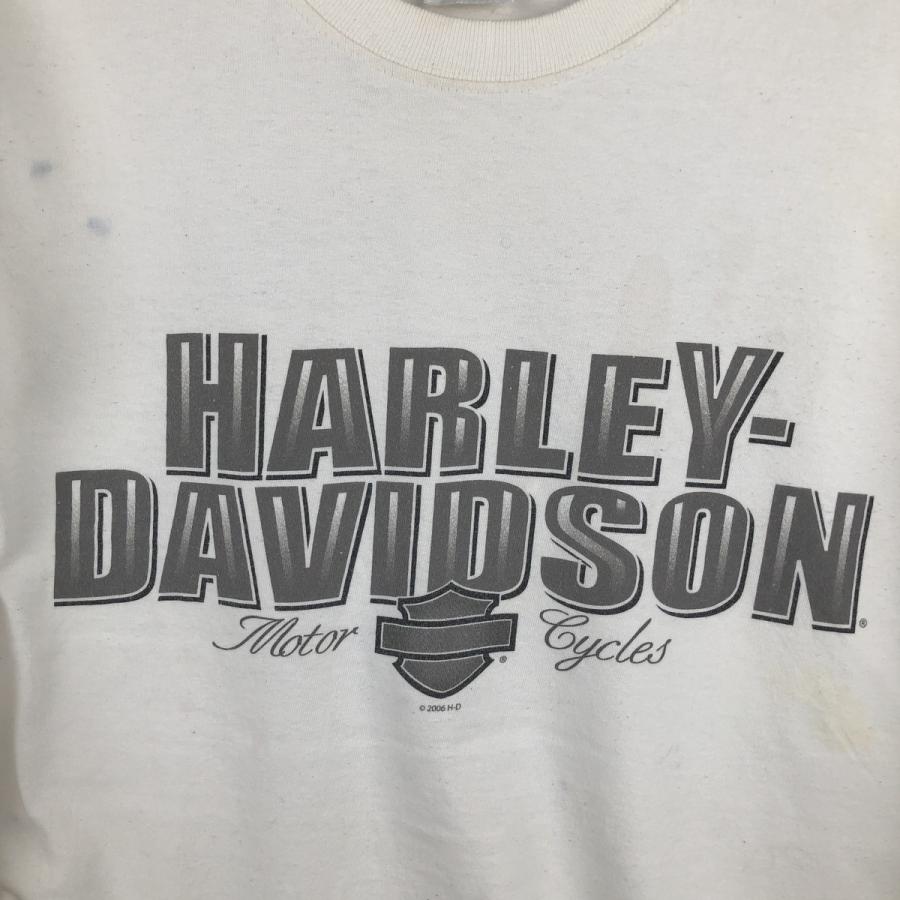 HARLEY-
DAVIDSON®
Motor Cycles
®
© 2006 H-D